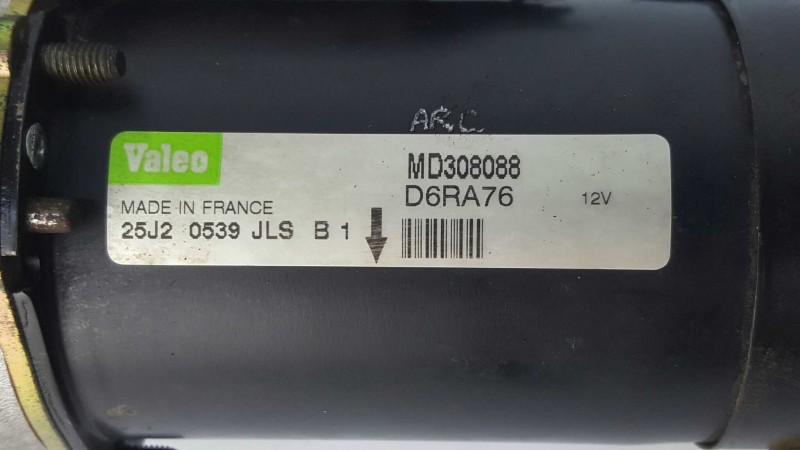 ARC
Valeo
MD308088
D6RA76
12V
MADE IN FRANCE
25J2 0539 JLS B 1